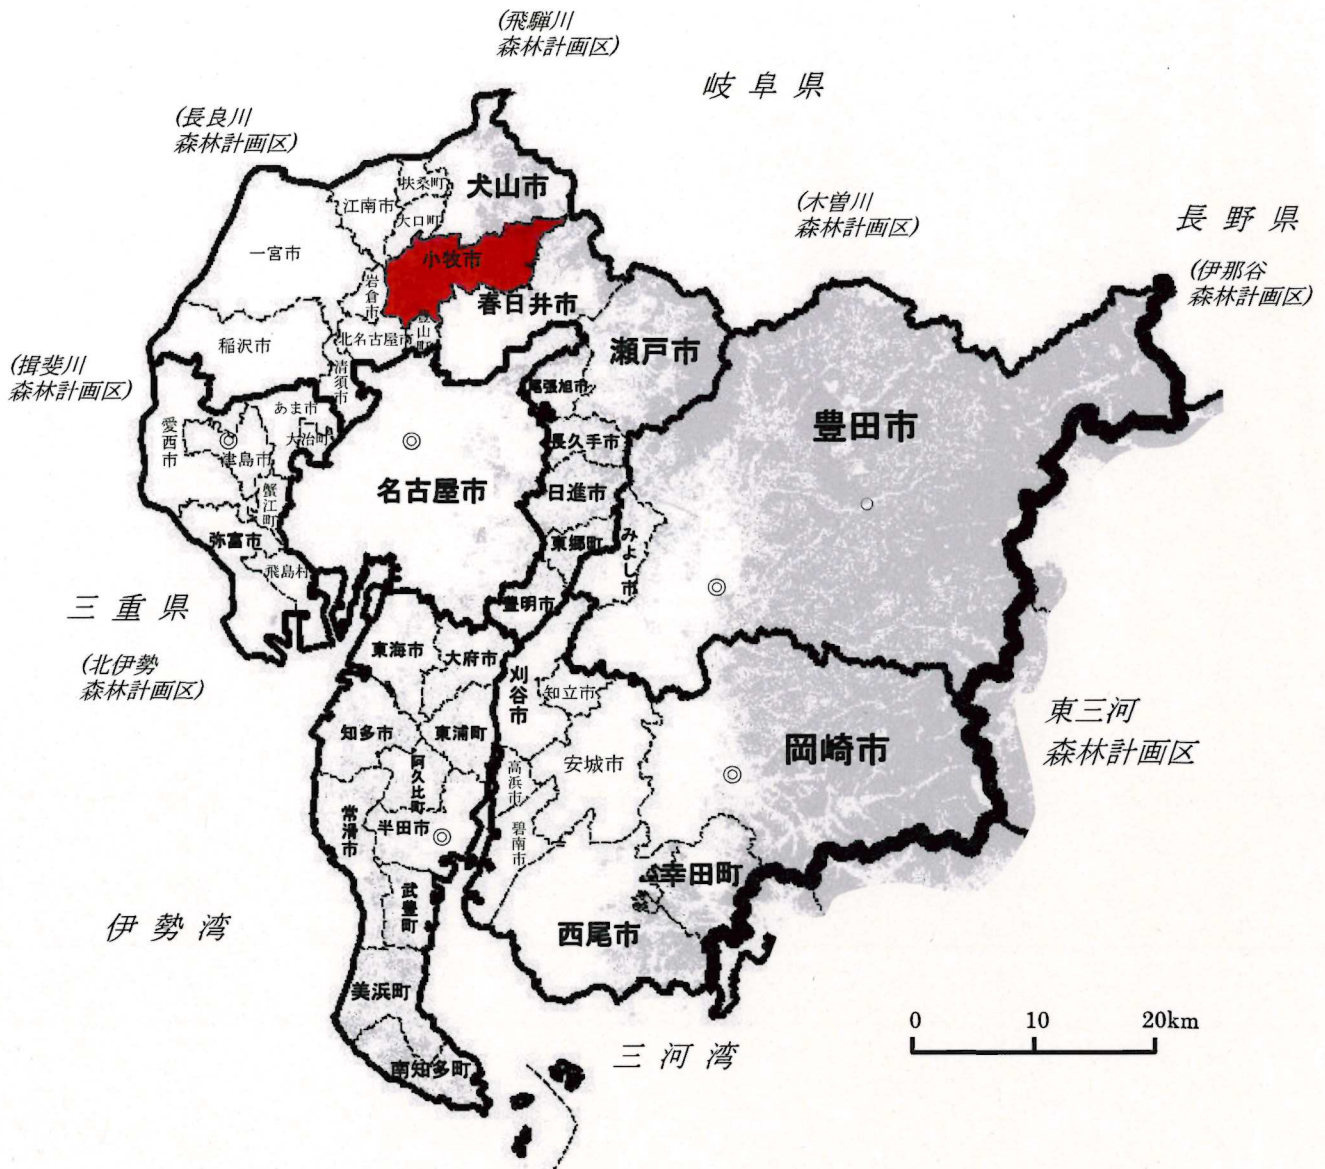 (飛騨川
森林計画区)
岐阜県
(長良川
森林計画区)
扶桑町
犬山市
江南市
大口町
(木曽川
森林計画区)
長野県
一宮市
小牧市
(伊那谷
森林計画区)
岩倉市
春日井市
豊山町
北名古屋市
稲沢市
瀬戸市
(揖斐川
森林計画区)
清須市
尾張旭市
あま市
愛西市
大治町
津島市
長久手市
豊田市
名古屋市
日進市
蟹江町
弥富市
東郷町
みよし市
飛島村
三重県
豊明市
(北伊勢
森林計画区)
東海市
大府市
刈谷市
知立市
知多市
東浦町
東三河
森林計画区
岡崎市
安城市
阿久比町
高浜市
常滑市
半田市
碧南市
幸田町
武豊町
伊勢湾
西尾市
美浜町
0 10 20km
三河湾
南知多町